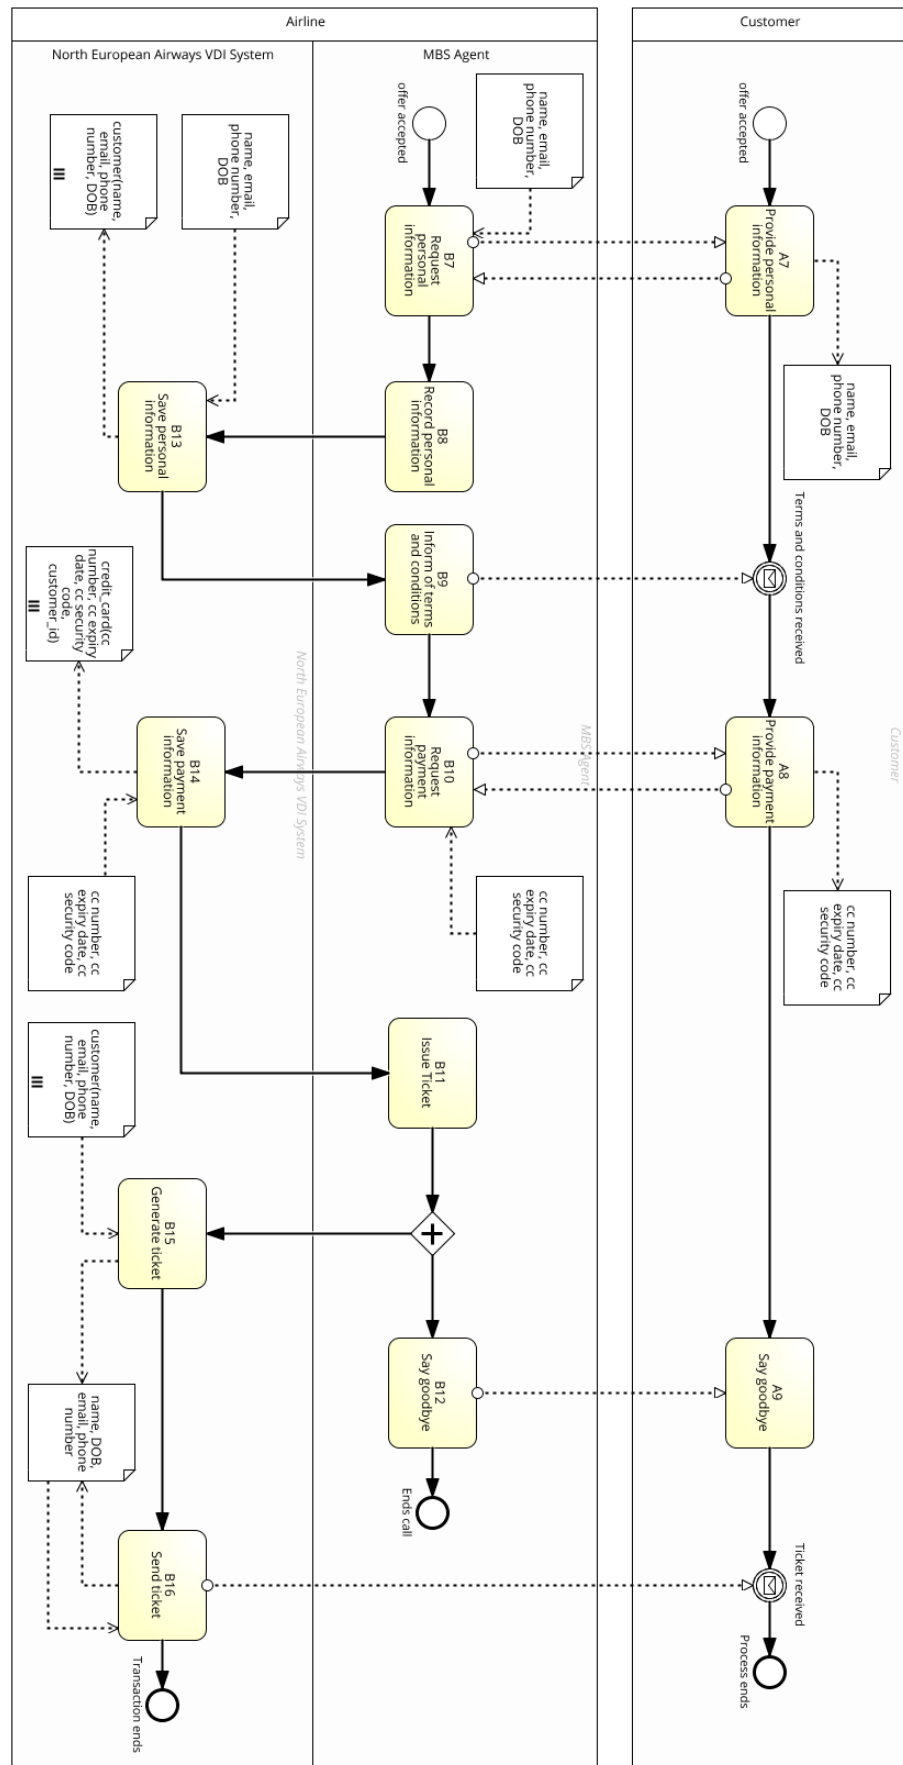 Airline
Customer
North European Airways VDI System
MBS Agent
offer accepted
name, email,
phone number,
DOB
offer accepted
customer(name,
email, phone
number, DOB)
name, email,
phone number,
DOB
B7
Request
personal
information
A7
Provide personal
information
name, email,
phone number,
DOB
B13
Save personal
information
B8
Record personal
information
Terms and conditions received
B9
Inform of terms
and conditions
credit_card(cc
number, cc expiry
date, cc security
code,
customer_id)
North European Airways VDI System
MBS Agent
Customer
B14
Save payment
information
B10
Request
payment
information
A8
Provide payment
information
cc number, cc
expiry date, cc
security code
cc number, cc
expiry date, cc
security code
cc number, cc
expiry date, cc
security code
customer(name,
email, phone
number, DOB)
B11
Issue Ticket
B15
Generate ticket
B12
Say goodbye
A9
Say goodbye
name, DOB,
email, phone
number
Ends call
B16
Send ticket
Ticket received
Process ends
Transaction ends